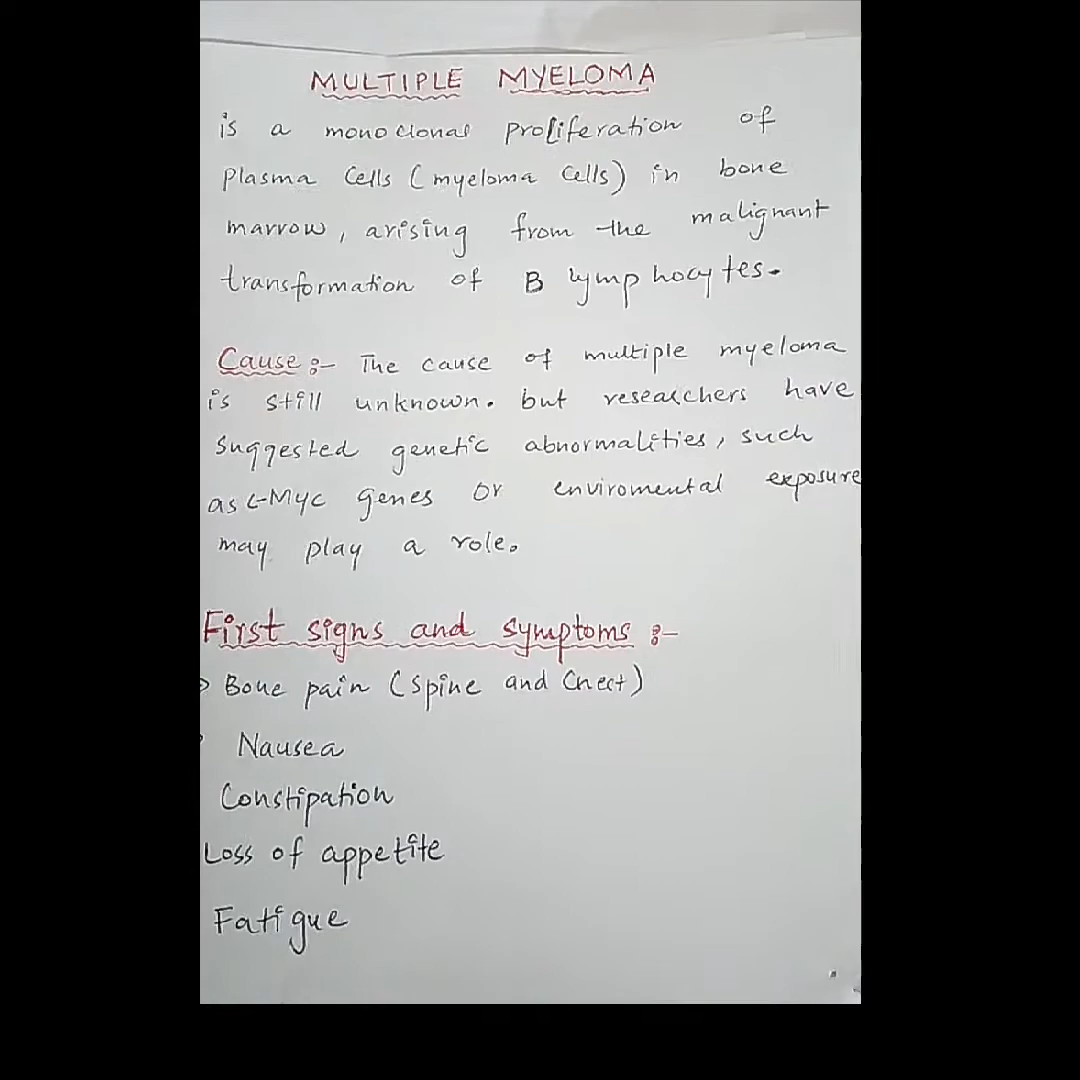 MULTIPLE MYELOMA
is a monoclonal proliferation of
plasma cells (myeloma cells) in bone
marrow, arising from the malignant
transformation of B lymphocytes.
Cause :- The cause of multiple myeloma
is still unknown. but researchers have
suggested genetic abnormalities, such
as c-Myc genes or enviromental exposure
may play a role.
First signs and symptoms :-
> Bone pain (spine and Chest)
Nausea
Constipation
Loss of appetite
Fatigue